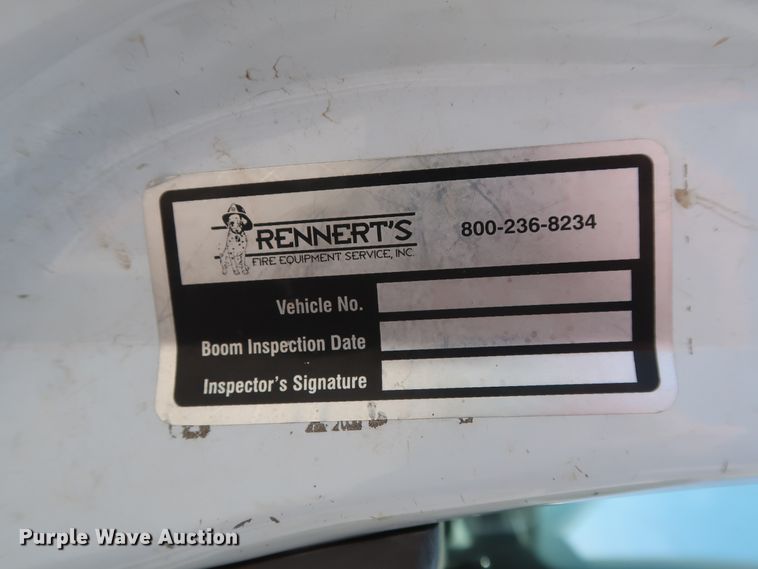 RENNERT'S
FIRE EQUIPMENT SERVICE, INC.
800-236-8234
Vehicle No.
Boom Inspection Date
Inspector's Signature
Purple Wave Auction